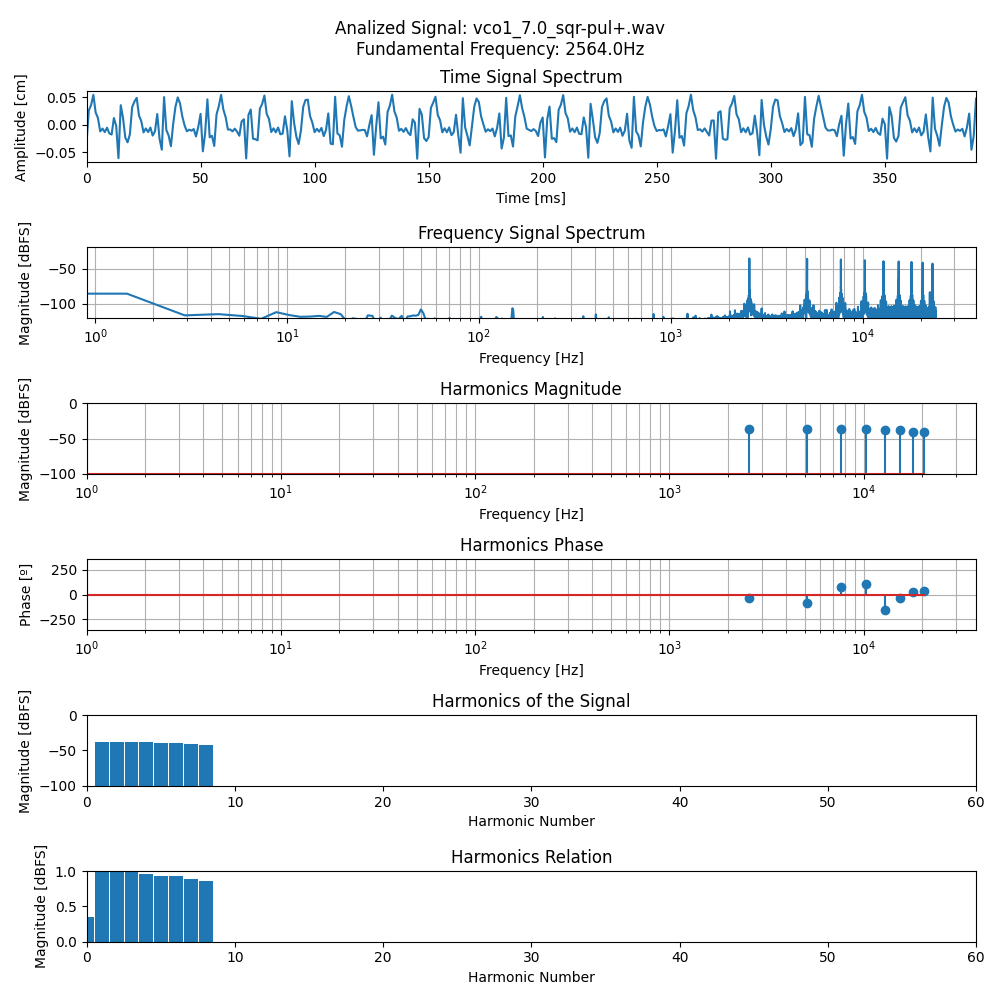 Analized Signal: vco1_7.0_sqr-pul+.wav
Fundamental Frequency: 2564.0Hz
Time Signal Spectrum
Amplitude [cm]
0.05
0.00
−0.05
0 50 100 150 200 250 300 350
Time [ms]
Frequency Signal Spectrum
Magnitude [dBFS]
−50
−100
10⁰ 10¹ 10² 10³ 10⁴
Frequency [Hz]
Harmonics Magnitude
Magnitude [dBFS]
0
−50
−100
10⁰ 10¹ 10² 10³ 10⁴
Frequency [Hz]
Harmonics Phase
Phase [º]
250
0
−250
10⁰ 10¹ 10² 10³ 10⁴
Frequency [Hz]
Harmonics of the Signal
Magnitude [dBFS]
0
−50
−100
0 10 20 30 40 50 60
Harmonic Number
Harmonics Relation
Magnitude [dBFS]
1.0
0.5
0.0
0 10 20 30 40 50 60
Harmonic Number